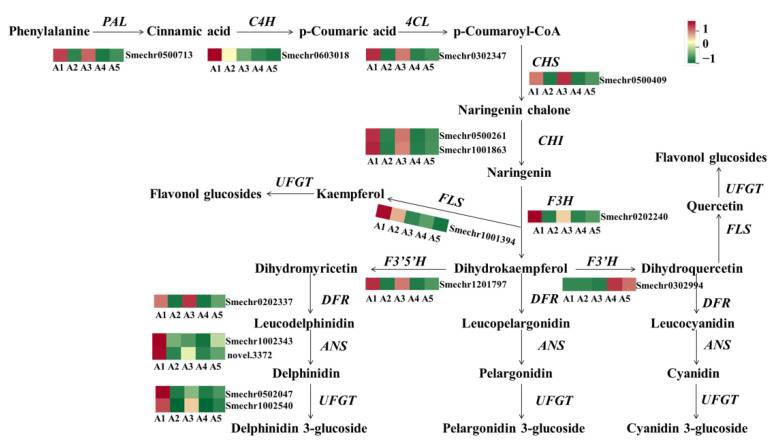 PAL C4H 4CL
Phenylalanine Cinnamic acid p-Coumaric acid p-Coumaroyl-CoA
1
0
−1
Smechr0500713
A1 A2 A3 A4 A5
Smechr0603018
A1 A2 A3 A4 A5
Smechr0302347
A1 A2 A3 A4 A5
CHS
Smechr0500409
A1 A2 A3 A4 A5
Naringenin chalone
Smechr0500261
Smechr1001863
A1 A2 A3 A4 A5
CHI
Naringenin
Flavonol glucosides
UFGT
Quercetin
FLS
Flavonol glucosides
UFGT
Kaempferol
FLS
Smechr1001394
A1 A2 A3 A4 A5
F3H
Smechr0202240
A1 A2 A3 A4 A5
Dihydromyricetin
F3’5’H
Dihydrokaempferol
F3’H
Dihydroquercetin
Smechr1201797
A1 A2 A3 A4 A5
Smechr0302994
A1 A2 A3 A4 A5
Smechr0202337
A1 A2 A3 A4 A5
DFR DFR DFR
Leucodelphinidin Leucopelargonidin Leucocyanidin
Smechr1002343
novel.3372
A1 A2 A3 A4 A5
ANS ANS ANS
Delphinidin Pelargonidin Cyanidin
Smechr0502047
Smechr1002540
A1 A2 A3 A4 A5
UFGT UFGT UFGT
Delphinidin 3-glucoside Pelargonidin 3-glucoside Cyanidin 3-glucoside